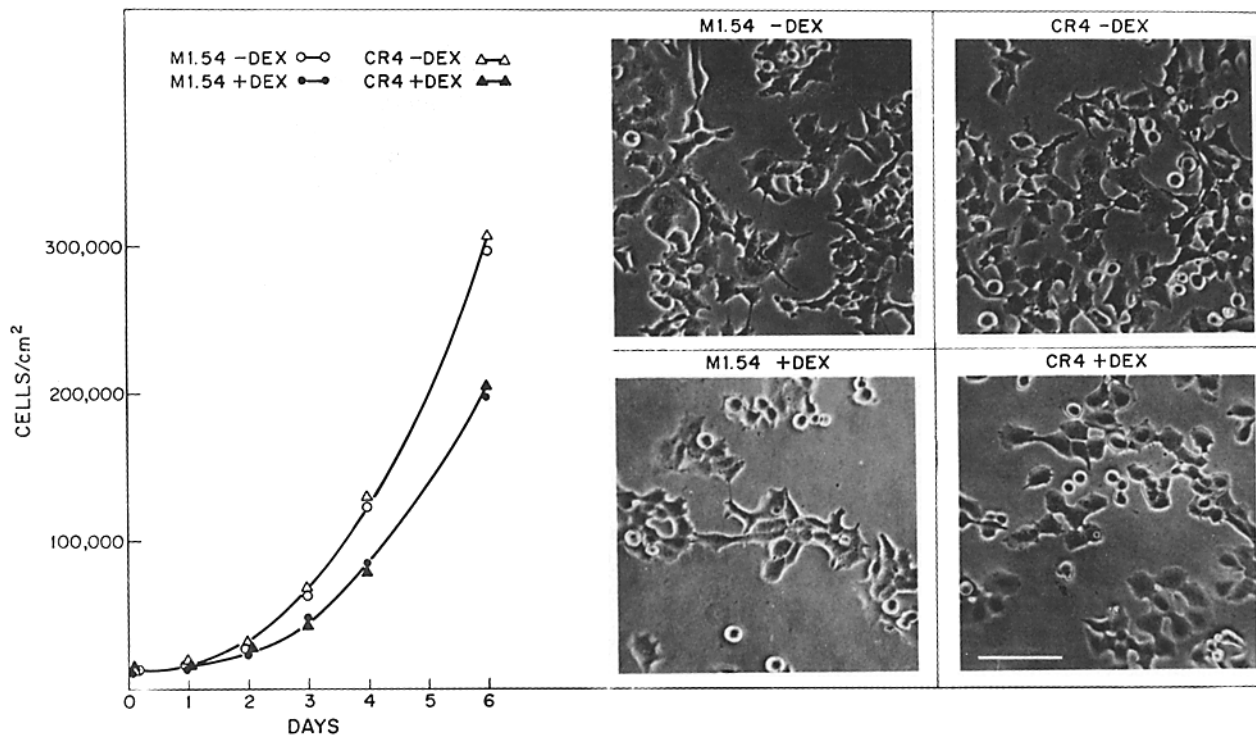 M1.54 -DEX
CR4 -DEX
M1.54 +DEX
CR4 +DEX
300,000
200,000
100,000
CELLS/cm²
0 1 2 3 4 5 6
DAYS
M1.54 -DEX
CR4 -DEX
M1.54 +DEX
CR4 +DEX